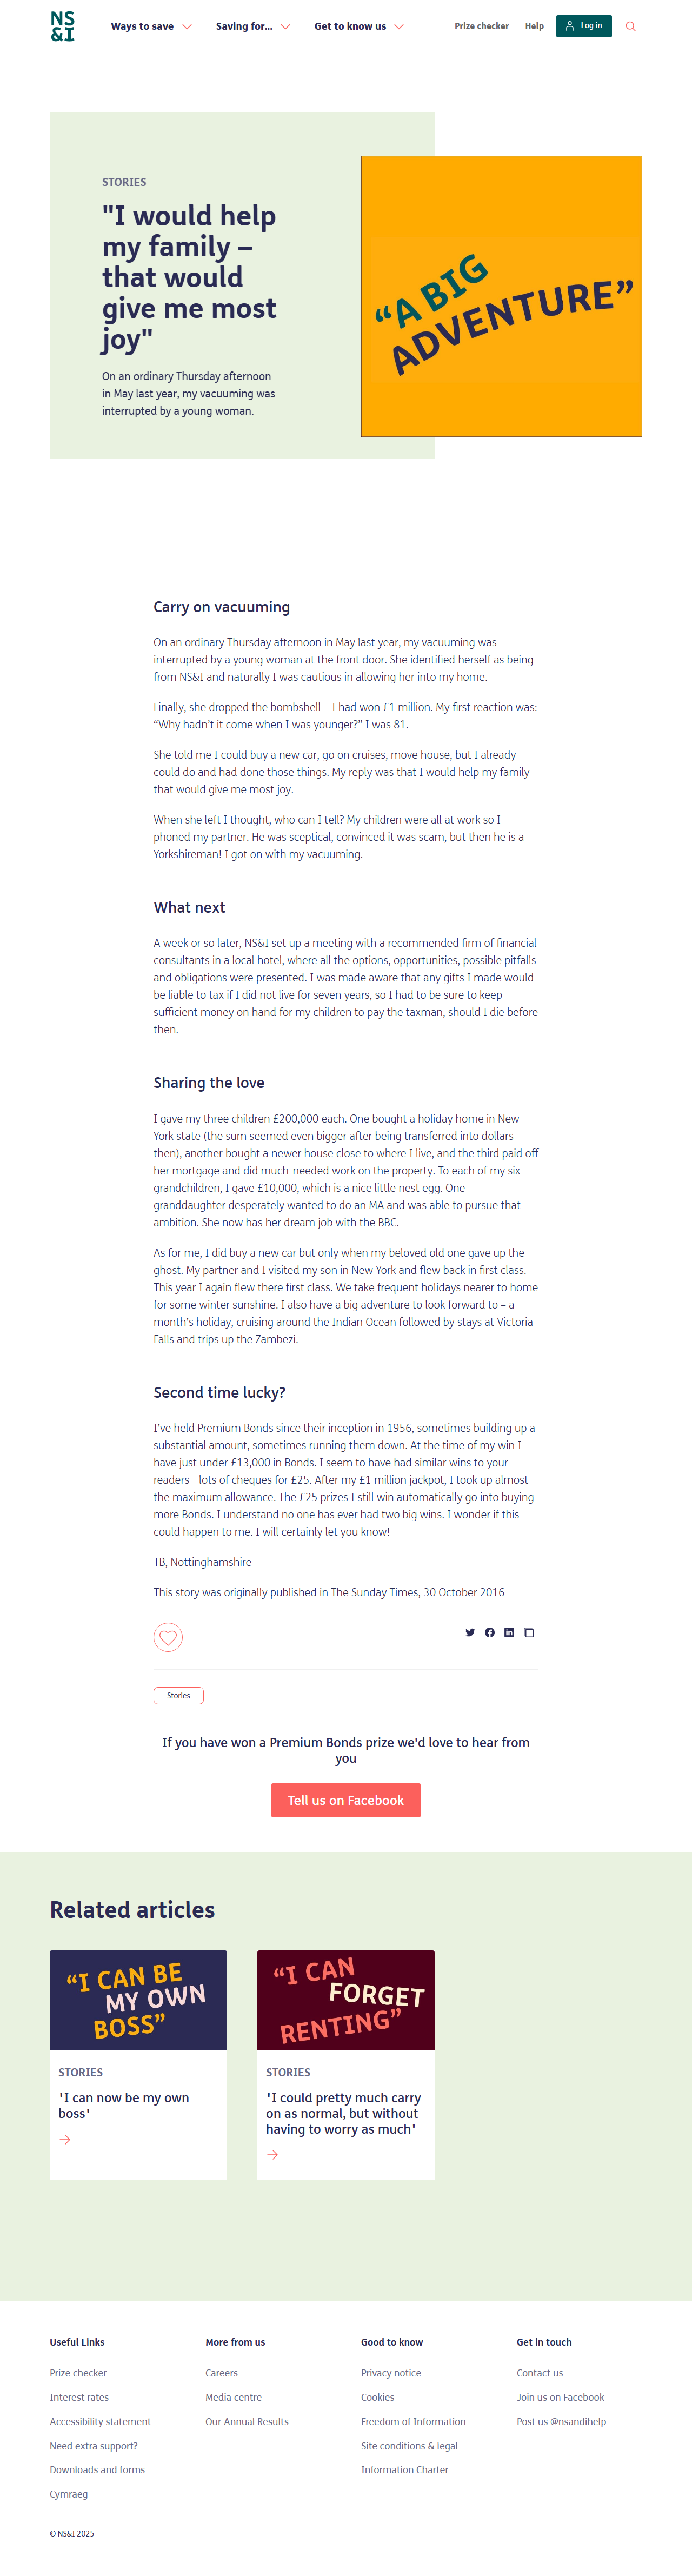 NS
&I
Ways to save
Saving for...
Get to know us
Prize checker
Help
Log in
STORIES
"I would help
my family –
that would
give me most
joy"
On an ordinary Thursday afternoon
in May last year, my vacuuming was
interrupted by a young woman.
“A BIG
ADVENTURE”
Carry on vacuuming
On an ordinary Thursday afternoon in May last year, my vacuuming was
interrupted by a young woman at the front door. She identified herself as being
from NS&I and naturally I was cautious in allowing her into my home.
Finally, she dropped the bombshell – I had won £1 million. My first reaction was:
“Why hadn’t it come when I was younger?” I was 81.
She told me I could buy a new car, go on cruises, move house, but I already
could do and had done those things. My reply was that I would help my family –
that would give me most joy.
When she left I thought, who can I tell? My children were all at work so I
phoned my partner. He was sceptical, convinced it was scam, but then he is a
Yorkshireman! I got on with my vacuuming.
What next
A week or so later, NS&I set up a meeting with a recommended firm of financial
consultants in a local hotel, where all the options, opportunities, possible pitfalls
and obligations were presented. I was made aware that any gifts I made would
be liable to tax if I did not live for seven years, so I had to be sure to keep
sufficient money on hand for my children to pay the taxman, should I die before
then.
Sharing the love
I gave my three children £200,000 each. One bought a holiday home in New
York state (the sum seemed even bigger after being transferred into dollars
then), another bought a newer house close to where I live, and the third paid off
her mortgage and did much-needed work on the property. To each of my six
grandchildren, I gave £10,000, which is a nice little nest egg. One
granddaughter desperately wanted to do an MA and was able to pursue that
ambition. She now has her dream job with the BBC.
As for me, I did buy a new car but only when my beloved old one gave up the
ghost. My partner and I visited my son in New York and flew back in first class.
This year I again flew there first class. We take frequent holidays nearer to home
for some winter sunshine. I also have a big adventure to look forward to – a
month’s holiday, cruising around the Indian Ocean followed by stays at Victoria
Falls and trips up the Zambezi.
Second time lucky?
I’ve held Premium Bonds since their inception in 1956, sometimes building up a
substantial amount, sometimes running them down. At the time of my win I
have just under £13,000 in Bonds. I seem to have had similar wins to your
readers - lots of cheques for £25. After my £1 million jackpot, I took up almost
the maximum allowance. The £25 prizes I still win automatically go into buying
more Bonds. I understand no one has ever had two big wins. I wonder if this
could happen to me. I will certainly let you know!
TB, Nottinghamshire
This story was originally published in The Sunday Times, 30 October 2016
Stories
If you have won a Premium Bonds prize we'd love to hear from
you
Tell us on Facebook
Related articles
“I CAN BE
MY OWN
BOSS”
STORIES
'I can now be my own
boss'
“I CAN
FORGET
RENTING”
STORIES
'I could pretty much carry
on as normal, but without
having to worry as much'
Useful Links
Prize checker
Interest rates
Accessibility statement
Need extra support?
Downloads and forms
Cymraeg
More from us
Careers
Media centre
Our Annual Results
Good to know
Privacy notice
Cookies
Freedom of Information
Site conditions & legal
Information Charter
Get in touch
Contact us
Join us on Facebook
Post us @nsandihelp
© NS&I 2025